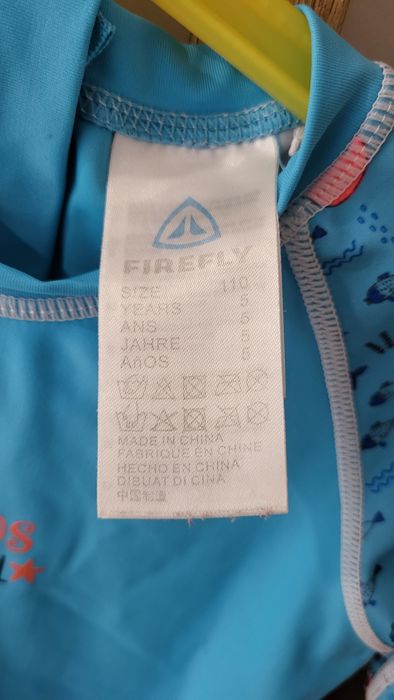 FIREFLY
SIZE 110
YEARS 5
ANS 5
JAHRE 5
AñOS 5
MADE IN CHINA
FABRIQUE EN CHINE
HECHO EN CHINA
DIBUAT DI CINA
中国制造